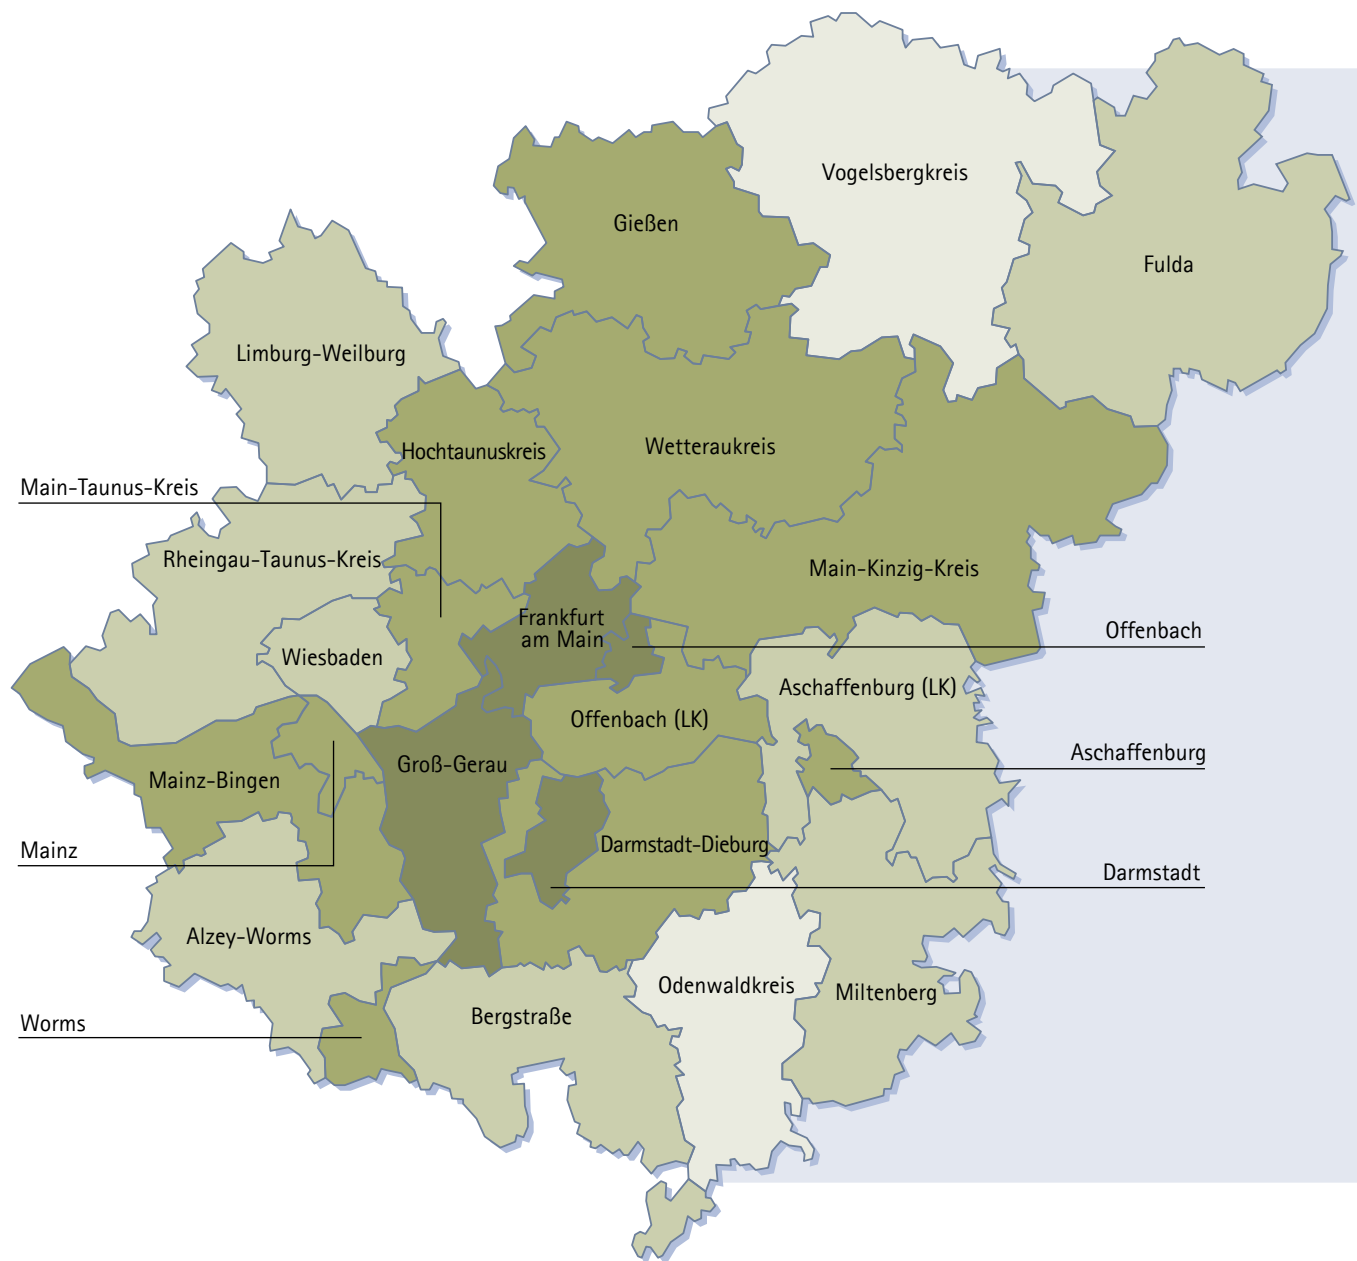 Vogelsbergkreis
Gießen
Fulda
Limburg-Weilburg
Hochtaunuskreis
Wetteraukreis
Main-Taunus-Kreis
Rheingau-Taunus-Kreis
Main-Kinzig-Kreis
Frankfurt
am Main
Offenbach
Wiesbaden
Aschaffenburg (LK)
Offenbach (LK)
Aschaffenburg
Groß-Gerau
Mainz-Bingen
Mainz
Darmstadt-Dieburg
Darmstadt
Alzey-Worms
Odenwaldkreis
Miltenberg
Bergstraße
Worms